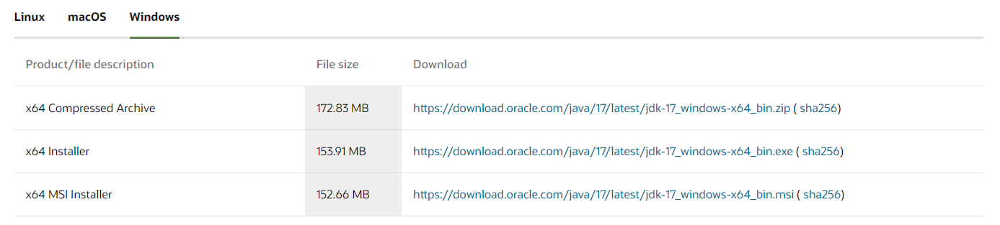 Linux macOS Windows
Product/file description File size Download
x64 Compressed Archive 172.83 MB https://download.oracle.com/java/17/latest/jdk-17_windows-x64_bin.zip ( sha256)
x64 Installer 153.91 MB https://download.oracle.com/java/17/latest/jdk-17_windows-x64_bin.exe ( sha256)
x64 MSI Installer 152.66 MB https://download.oracle.com/java/17/latest/jdk-17_windows-x64_bin.msi ( sha256)